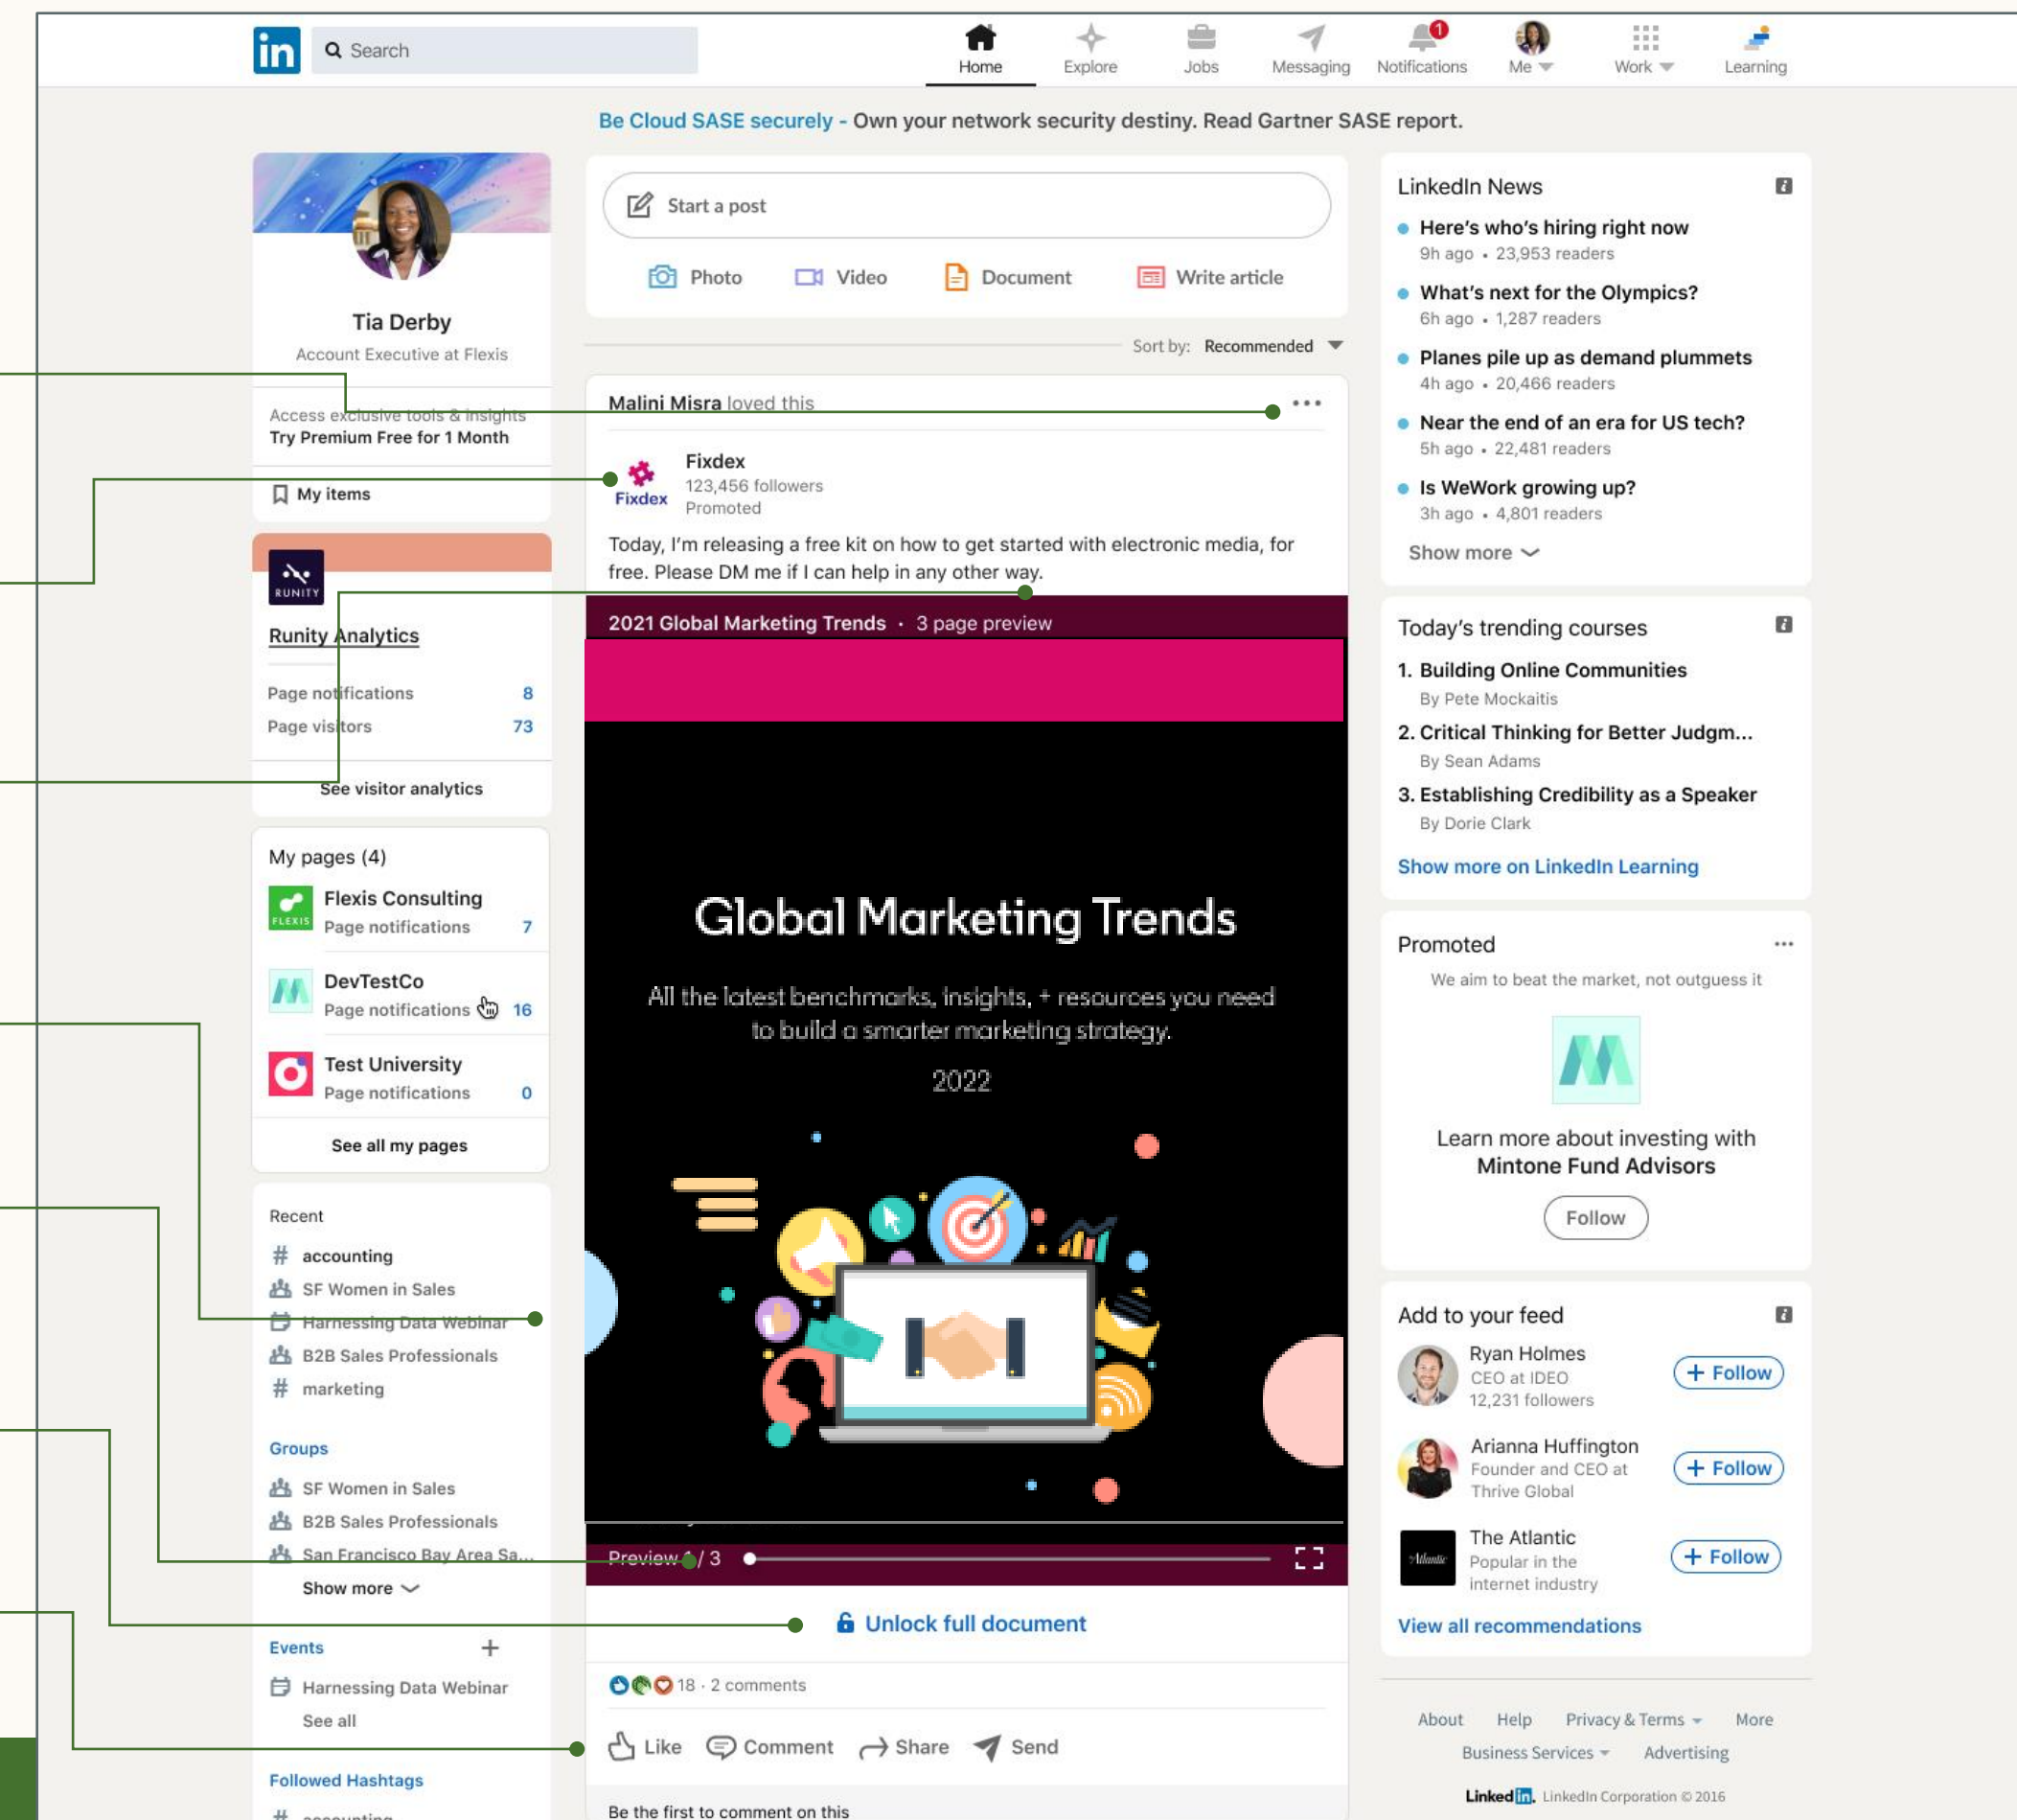 in
Search
Home
Explore
Jobs
Messaging
1
Notifications
Me
Work
Learning
Be Cloud SASE securely - Own your network security destiny. Read Gartner SASE report.
Tia Derby
Account Executive at Flexis
Access exclusive tools & insights
Try Premium Free for 1 Month
My items
RUNITY
Runity Analytics
Page notifications 8
Page visitors 73
See visitor analytics
My pages (4)
FLEXIS
Flexis Consulting
Page notifications 7
DevTestCo
Page notifications 16
Test University
Page notifications 0
See all my pages
Recent
# accounting
SF Women in Sales
Harnessing Data Webinar
B2B Sales Professionals
# marketing
Groups
SF Women in Sales
B2B Sales Professionals
San Francisco Bay Area Sa...
Show more
Events +
Harnessing Data Webinar
See all
Followed Hashtags
# accounting
Start a post
Photo
Video
Document
Write article
Sort by: Recommended
Malini Misra loved this
Fixdex
Fixdex
123,456 followers
Promoted
Today, I'm releasing a free kit on how to get started with electronic media, for
free. Please DM me if I can help in any other way.
2021 Global Marketing Trends · 3 page preview
Global Marketing Trends
All the latest benchmarks, insights, + resources you need
to build a smarter marketing strategy.
2022
Preview 1 / 3
Unlock full document
18 · 2 comments
Like
Comment
Share
Send
Be the first to comment on this
LinkedIn News
Here's who's hiring right now
9h ago • 23,953 readers
What's next for the Olympics?
6h ago • 1,287 readers
Planes pile up as demand plummets
4h ago • 20,466 readers
Near the end of an era for US tech?
5h ago • 22,481 readers
Is WeWork growing up?
3h ago • 4,801 readers
Show more
Today's trending courses
1. Building Online Communities
By Pete Mockaitis
2. Critical Thinking for Better Judgm...
By Sean Adams
3. Establishing Credibility as a Speaker
By Dorie Clark
Show more on LinkedIn Learning
Promoted
We aim to beat the market, not outguess it
Learn more about investing with
Mintone Fund Advisors
Follow
Add to your feed
Ryan Holmes
CEO at IDEO
12,231 followers
+ Follow
Arianna Huffington
Founder and CEO at
Thrive Global
+ Follow
Atlantic
The Atlantic
Popular in the
internet industry
+ Follow
View all recommendations
About Help Privacy & Terms More
Business Services Advertising
Linked in. LinkedIn Corporation © 2016